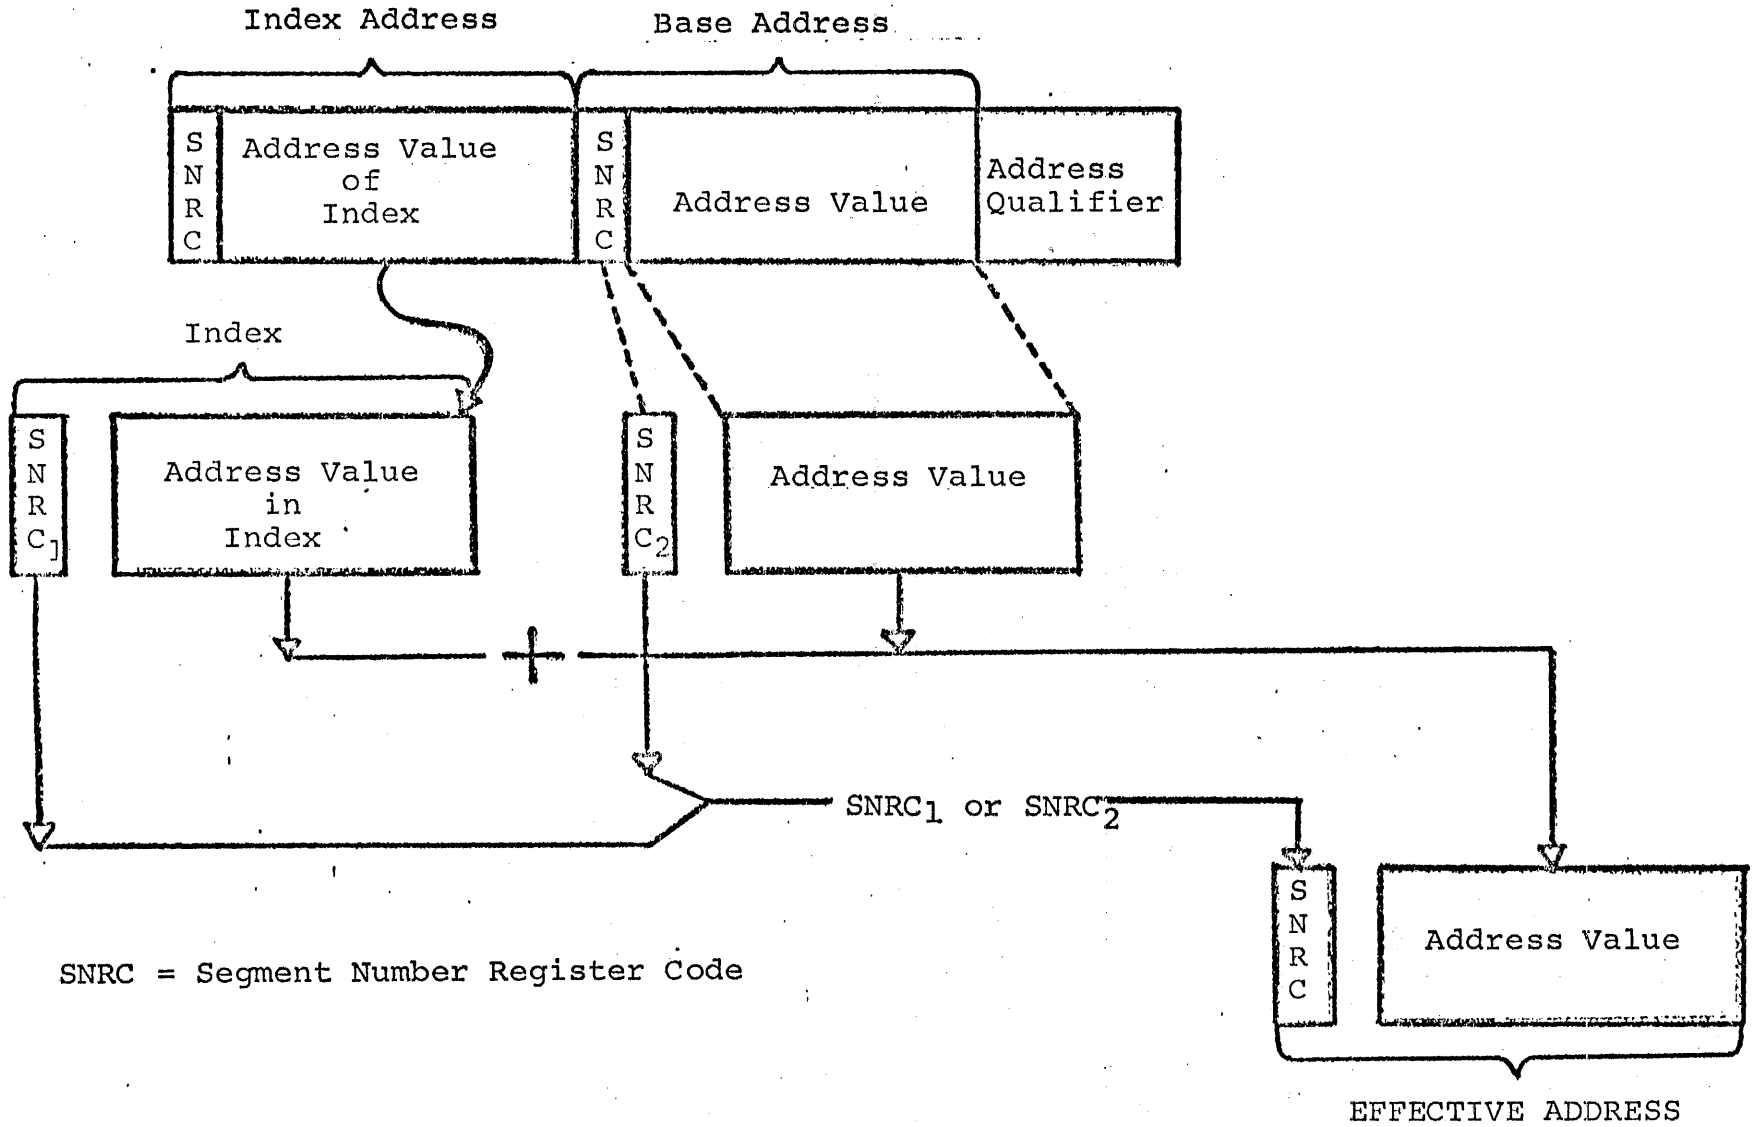 Index Address
Base Address
S
N
R
C
Address Value
of
Index
S
N
R
C
Address Value
Address
Qualifier
Index
S
N
R
C1
Address Value
in
Index
S
N
R
C2
Address Value
+
SNRC1 or SNRC2
S
N
R
C
Address Value
SNRC = Segment Number Register Code
EFFECTIVE ADDRESS